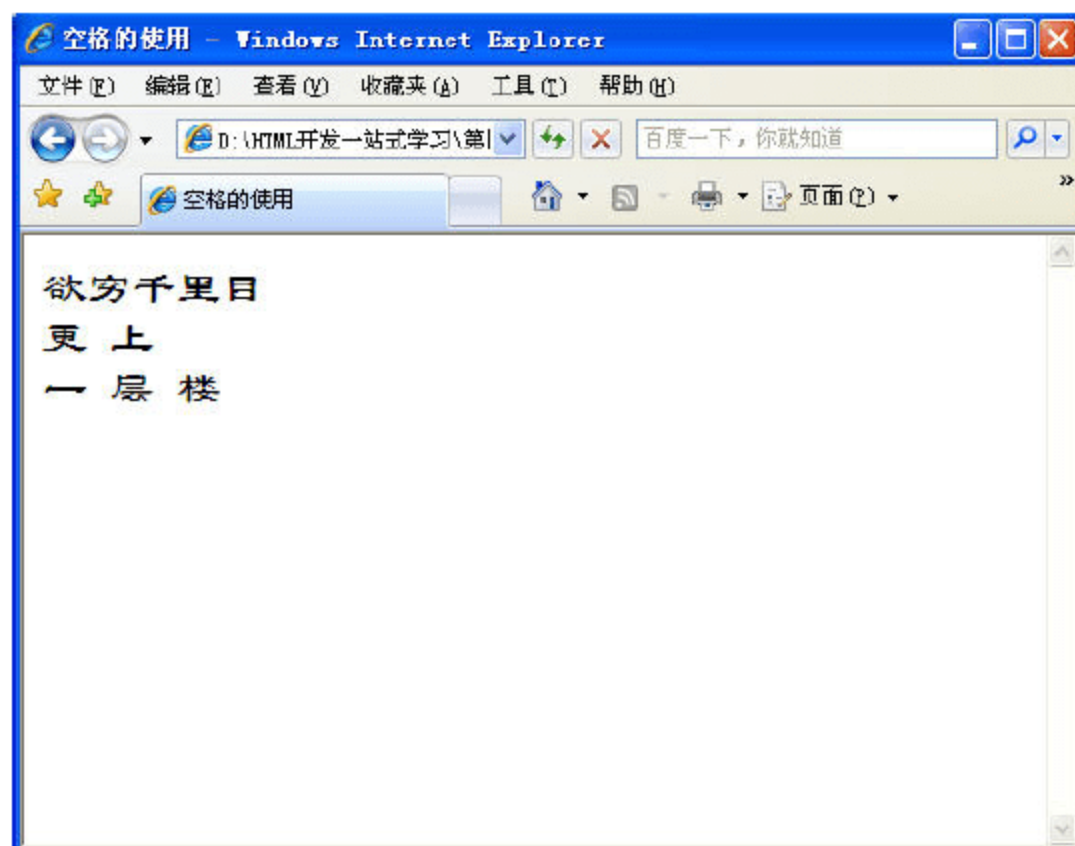 空格的使用 - Windows Internet Explorer
文件(F) 编辑(E) 查看(V) 收藏夹(A) 工具(T) 帮助(H)
D:\HTML开发一站式学习\第 百度一下，你就知道
空格的使用 页面(P) »
欲穷千里目
更 上
一 层 楼